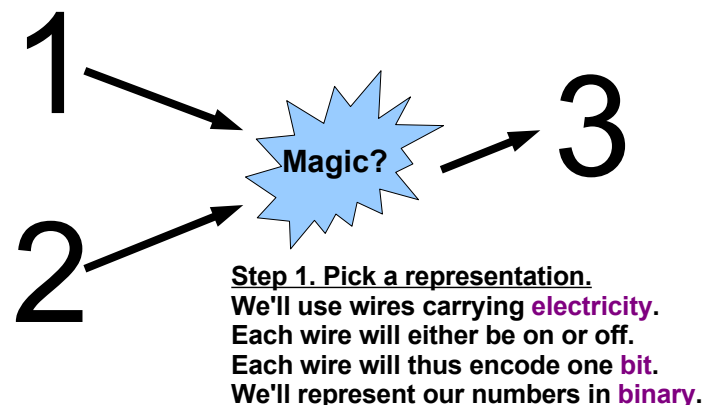 1
Magic?
3
2
Step 1. Pick a representation.
We'll use wires carrying electricity.
Each wire will either be on or off.
Each wire will thus encode one bit.
We'll represent our numbers in binary.